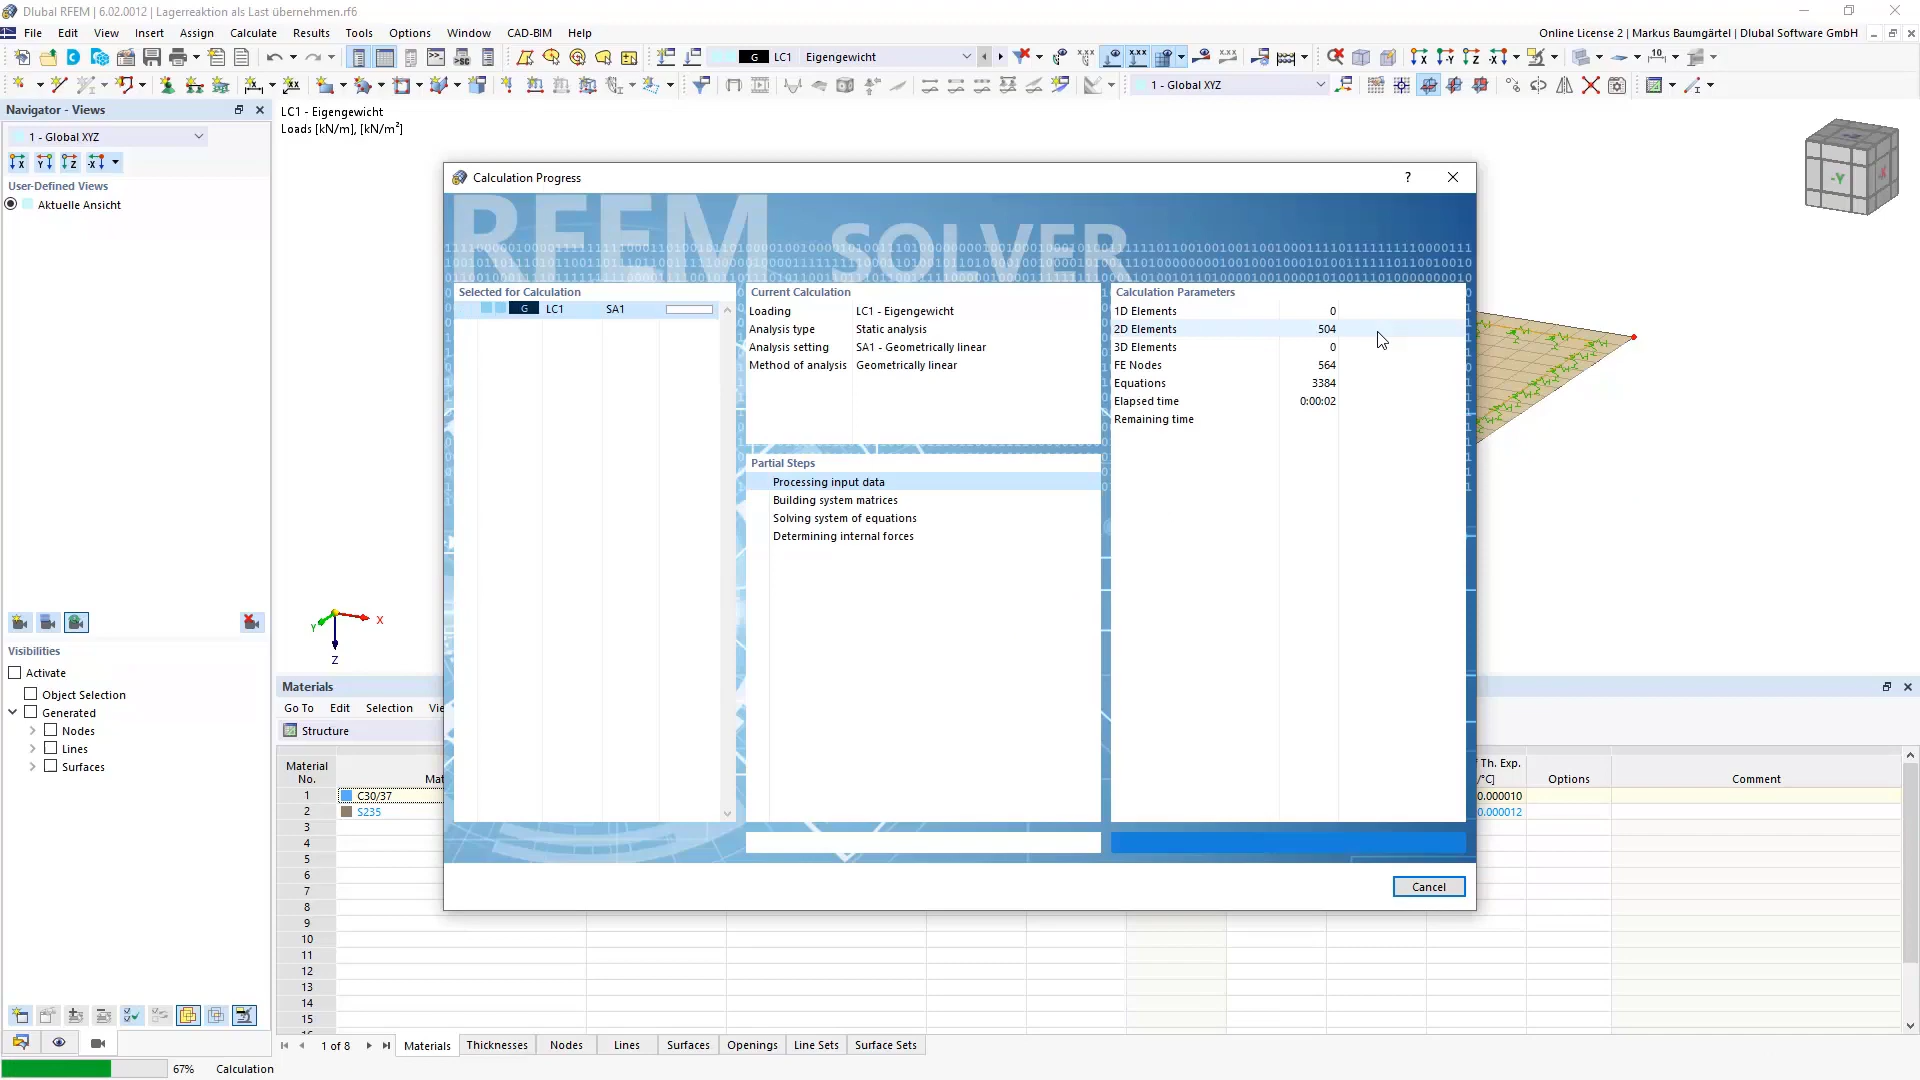 Dlubal RFEM | 6.02.0012 | Lagerreaktion als Last übernehmen.rf6
File Edit View Insert Assign Calculate Results Tools Options Window CAD-BIM Help
Online License 2 | Markus Baumgärtel | Dlubal Software GmbH
G LC1 Eigengewicht
1 - Global XYZ
Navigator - Views
1 - Global XYZ
User-Defined Views
Aktuelle Ansicht
LC1 - Eigengewicht
Loads [kN/m], [kN/m²]
-Y
-X
Calculation Progress
?
RFEM SOLVER
Selected for Calculation
G LC1 SA1
Current Calculation
Loading LC1 - Eigengewicht
Analysis type Static analysis
Analysis setting SA1 - Geometrically linear
Method of analysis Geometrically linear
Partial Steps
Processing input data
Building system matrices
Solving system of equations
Determining internal forces
Calculation Parameters
1D Elements 0
2D Elements 504
3D Elements 0
FE Nodes 564
Equations 3384
Elapsed time 0:00:02
Remaining time
Cancel
X
Y
Z
Visibilities
Activate
Object Selection
Generated
Nodes
Lines
Surfaces
Materials
Go To Edit Selection
Structure
Material
No.
Th. Exp.
Options
Comment
1 C30/37 0.000010
2 S235 0.000012
3
4
5
6
7
8
9
10
11
12
13
14
15
1 of 8 Materials Thicknesses Nodes Lines Surfaces Openings Line Sets Surface Sets
67% Calculation